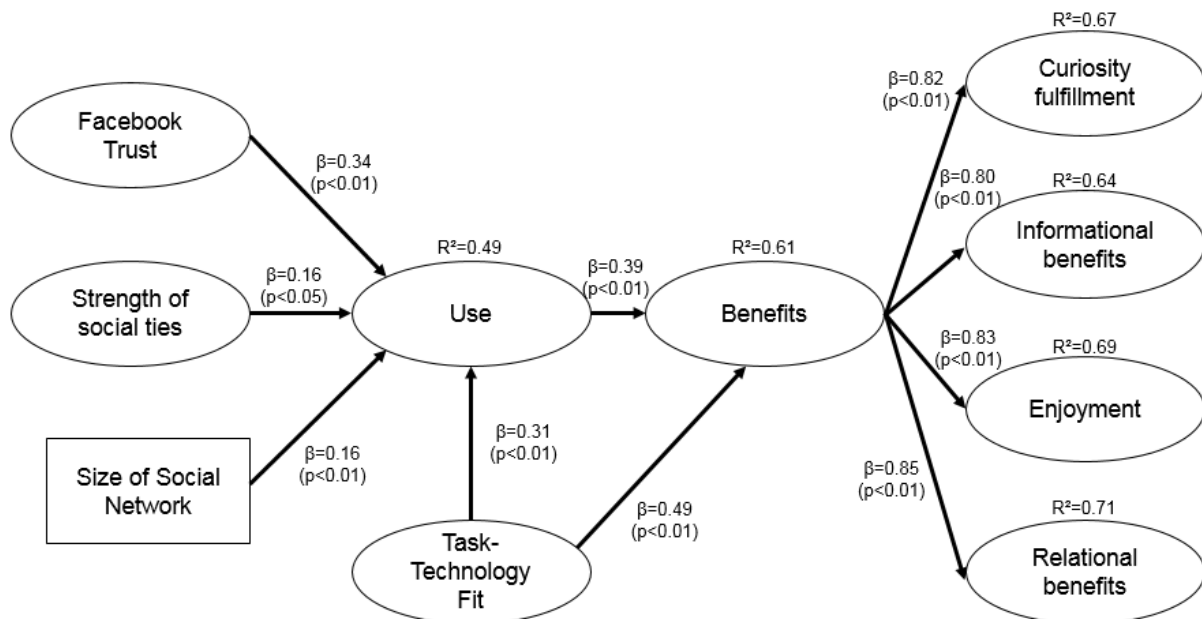 R²=0.67
Curiosity
fulfillment
β=0.82
(p<0.01)
Facebook
Trust
β=0.34
(p<0.01)
β=0.80
(p<0.01)
R²=0.64
Informational
benefits
R²=0.49
Use
β=0.39
(p<0.01)
R²=0.61
Benefits
Strength of
social ties
β=0.16
(p<0.05)
β=0.83
(p<0.01)
R²=0.69
Enjoyment
Size of Social
Network
β=0.16
(p<0.01)
β=0.31
(p<0.01)
β=0.49
(p<0.01)
β=0.85
(p<0.01)
Task-
Technology
Fit
R²=0.71
Relational
benefits